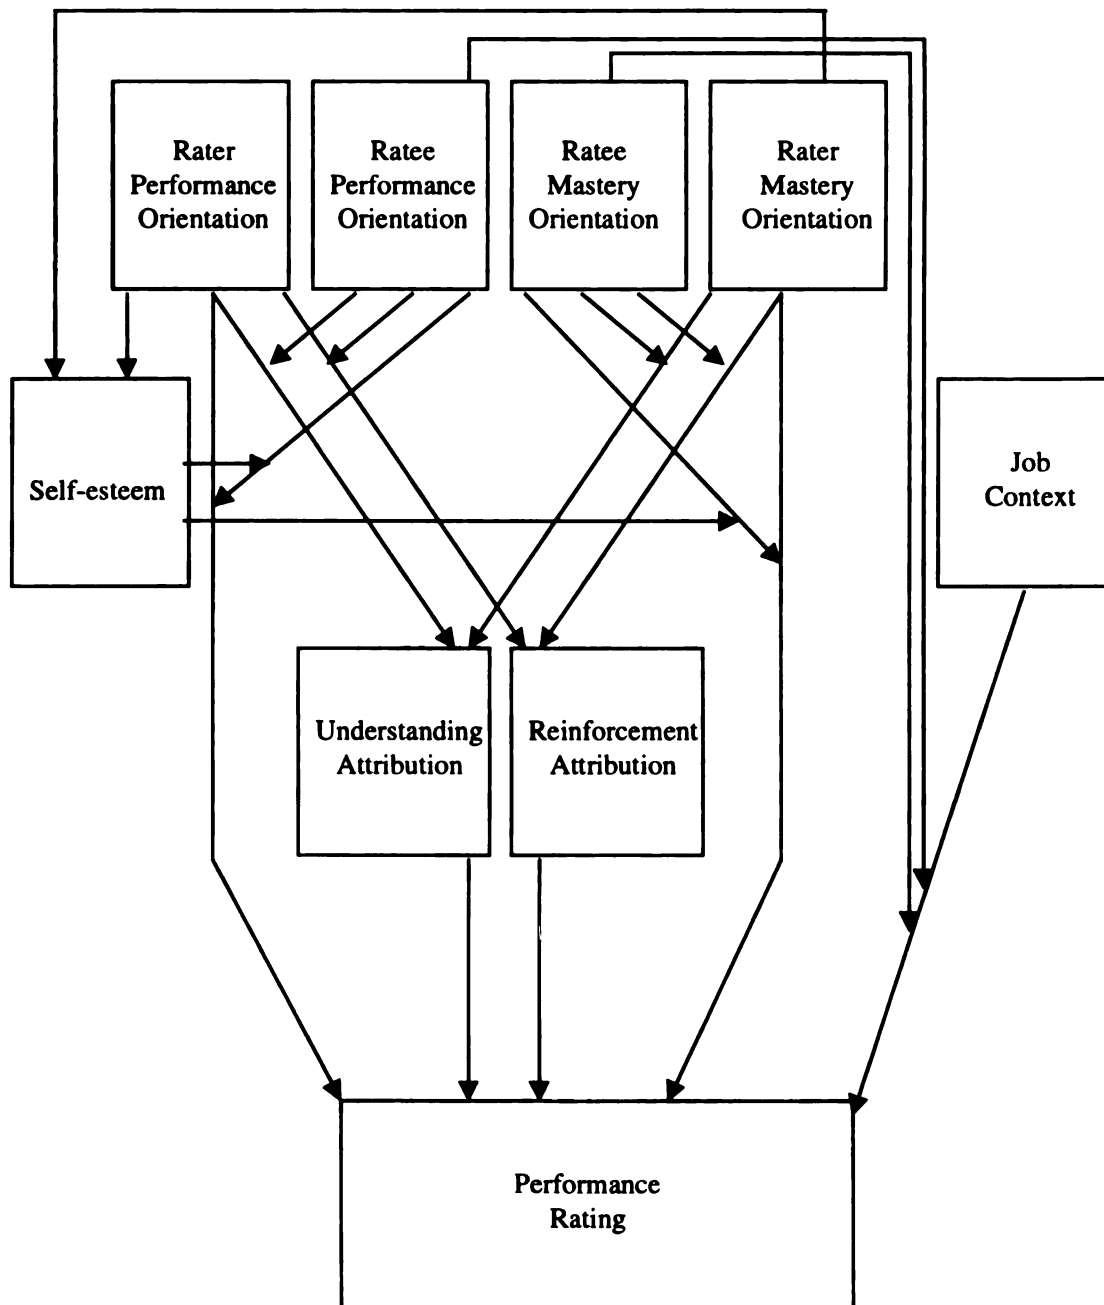 Rater
Performance
Orientation
Ratee
Performance
Orientation
Ratee
Mastery
Orientation
Rater
Mastery
Orientation
Self-esteem
Job
Context
Understanding
Attribution
Reinforcement
Attribution
Performance
Rating